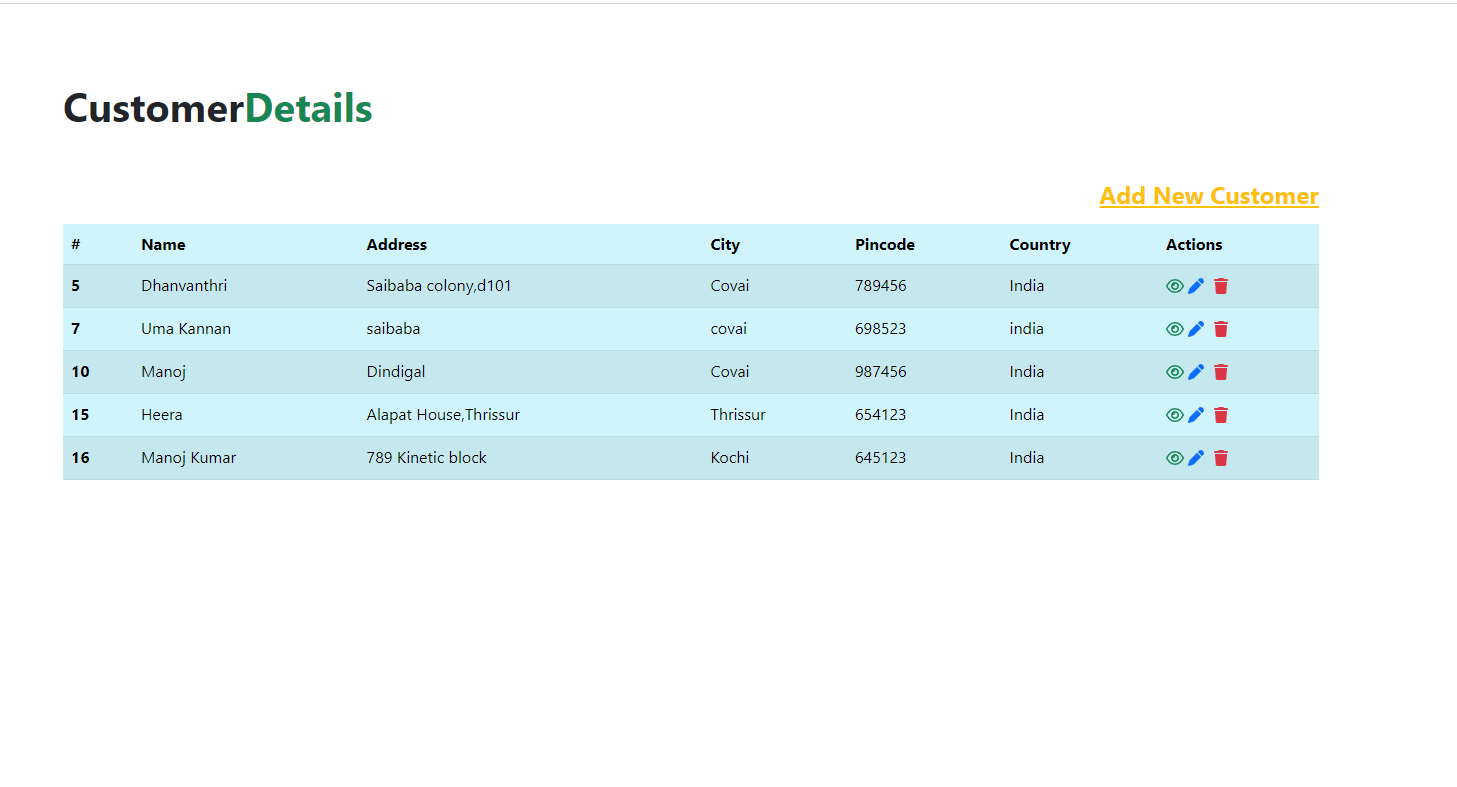 CustomerDetails
Add New Customer
# Name Address City Pincode Country Actions
5 Dhanvanthri Saibaba colony,d101 Covai 789456 India
7 Uma Kannan saibaba covai 698523 india
10 Manoj Dindigal Covai 987456 India
15 Heera Alapat House,Thrissur Thrissur 654123 India
16 Manoj Kumar 789 Kinetic block Kochi 645123 India